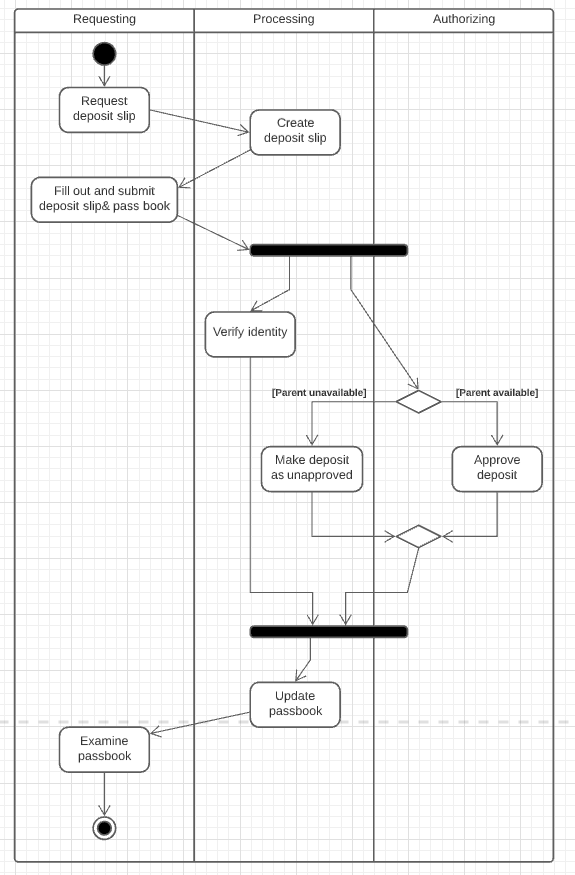 Requesting
Processing
Authorizing
Request
deposit slip
Create
deposit slip
Fill out and submit
deposit slip& pass book
Verify identity
[Parent unavailable]
[Parent available]
Make deposit
as unapproved
Approve
deposit
Update
passbook
Examine
passbook